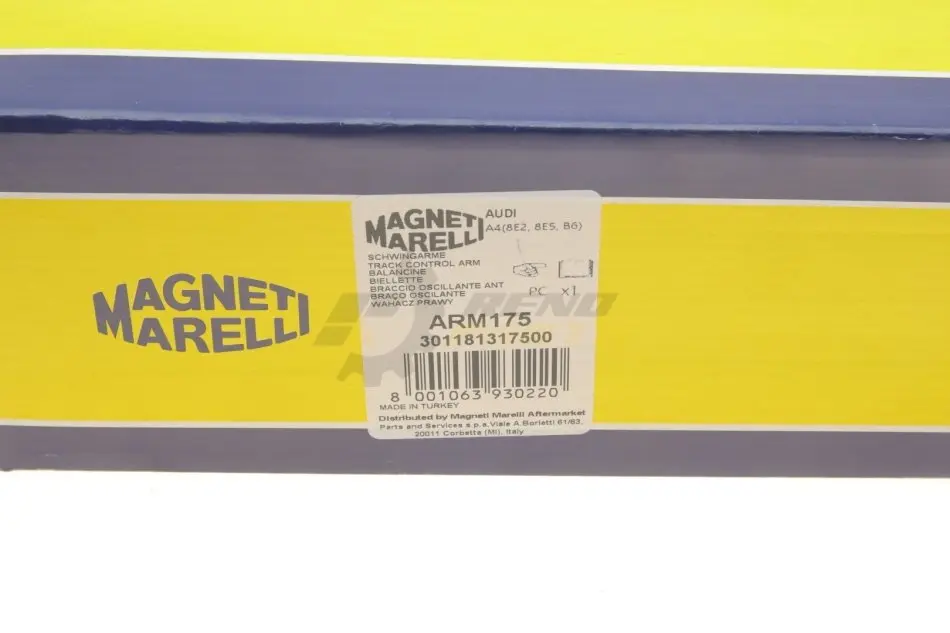 MAGNETI
MARELLI
MAGNETI
MARELLI
AUDI
A4(8E2, 8E5, B6)
SCHWINGARME
TRACK CONTROL ARM
BALANCINE
BIELLETTE
BRACCIO OSCILLANTE ANT
BRAÇO OSCILANTE
WAHACZ PRAWY
PC x1
ARM175
301181317500
8 001063 930220
MADE IN TURKEY
Distributed by Magneti Marelli Aftermarket
Parts and Services s.p.a. Viale A.Borletti 61/63,
20011 Corbetta (MI), Italy